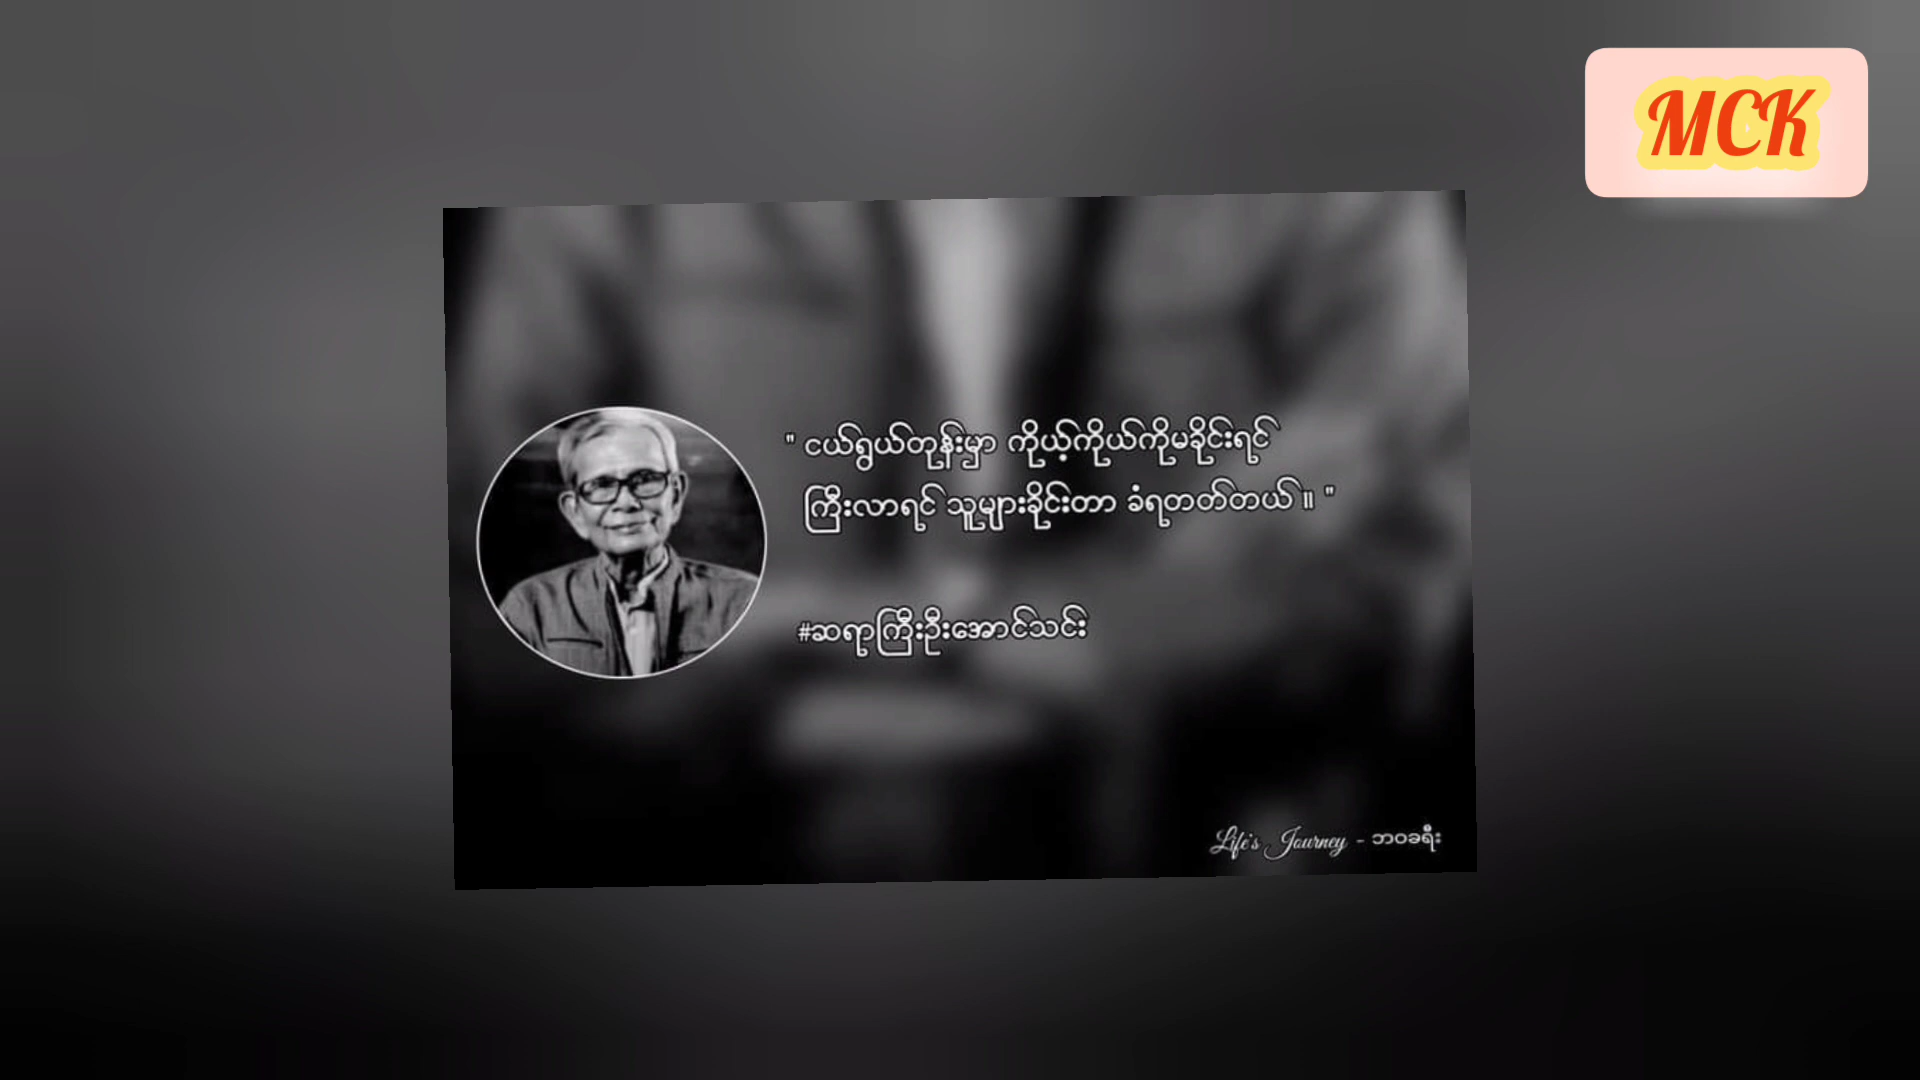 MCK
" ငယ်ရွယ်တုန်းမှာ ကိုယ့်ကိုယ်ကိုမခိုင်းရင်
ကြီးလာရင် သူများခိုင်းတာ ခံရတတ်တယ် ။ "
#ဆရာကြီးဦးအောင်သင်း
Life's Journey - ဘဝခရီး